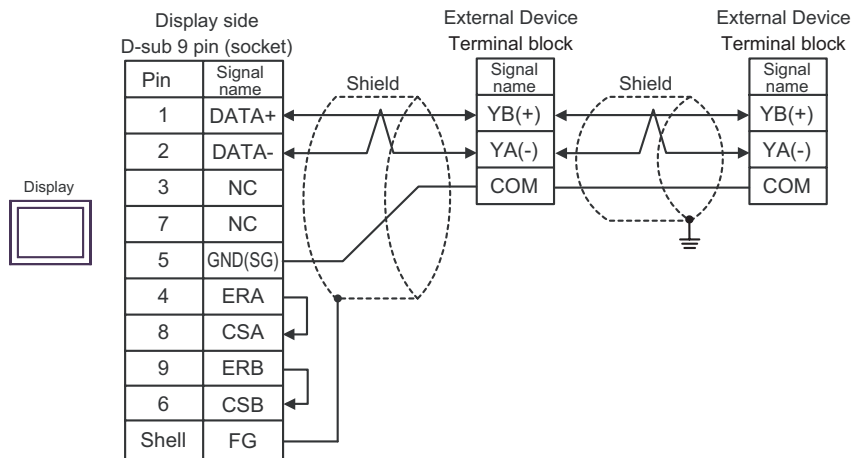 Display side
D-sub 9 pin (socket)
External Device
Terminal block
External Device
Terminal block
Pin
Signal
name
Shield
Signal
name
Shield
Signal
name
1 DATA+
YB(+)
YB(+)
2 DATA-
YA(-)
YA(-)
3 NC
COM
COM
Display
7 NC
5 GND(SG)
4 ERA
8 CSA
9 ERB
6 CSB
Shell FG